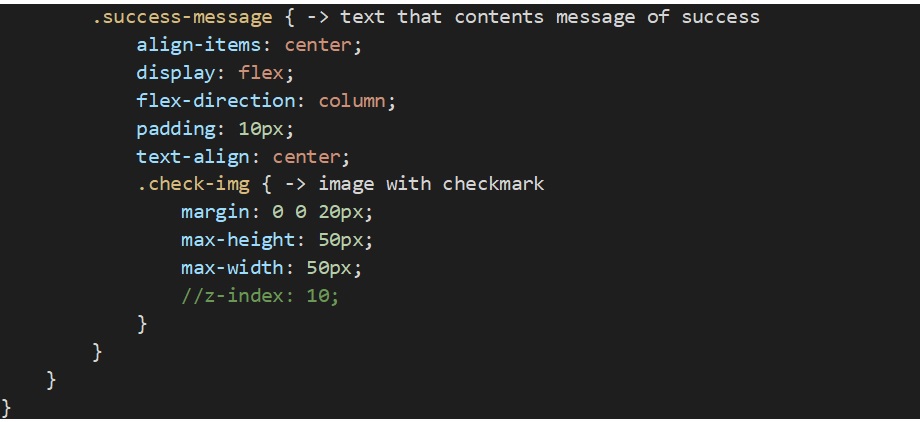 .success-message { -> text that contents message of success
align-items: center;
display: flex;
flex-direction: column;
padding: 10px;
text-align: center;
.check-img { -> image with checkmark
margin: 0 0 20px;
max-height: 50px;
max-width: 50px;
//z-index: 10;
}
}
}
}